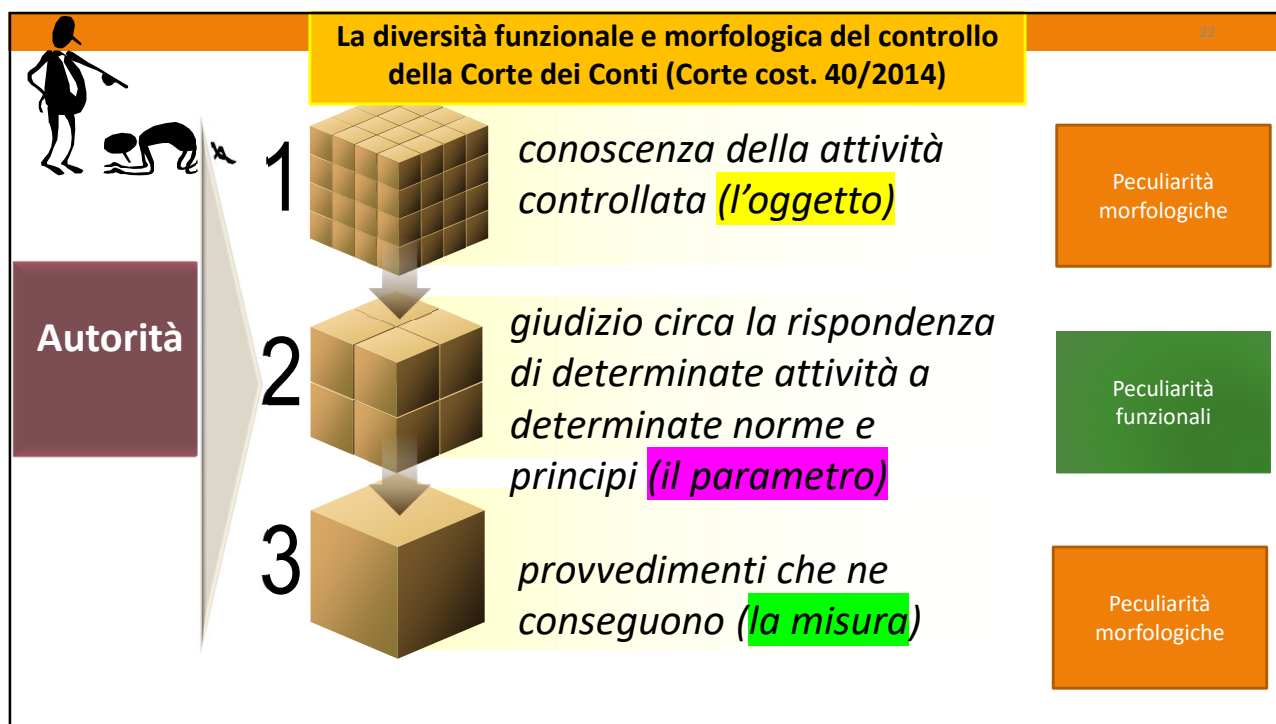 La diversità funzionale e morfologica del controllo
della Corte dei Conti (Corte cost. 40/2014)
22
Autorità
1
conoscenza della attività
controllata (l'oggetto)
Peculiarità
morfologiche
2
giudizio circa la rispondenza
di determinate attività a
determinate norme e
principi (il parametro)
Peculiarità
funzionali
3
provvedimenti che ne
conseguono (la misura)
Peculiarità
morfologiche